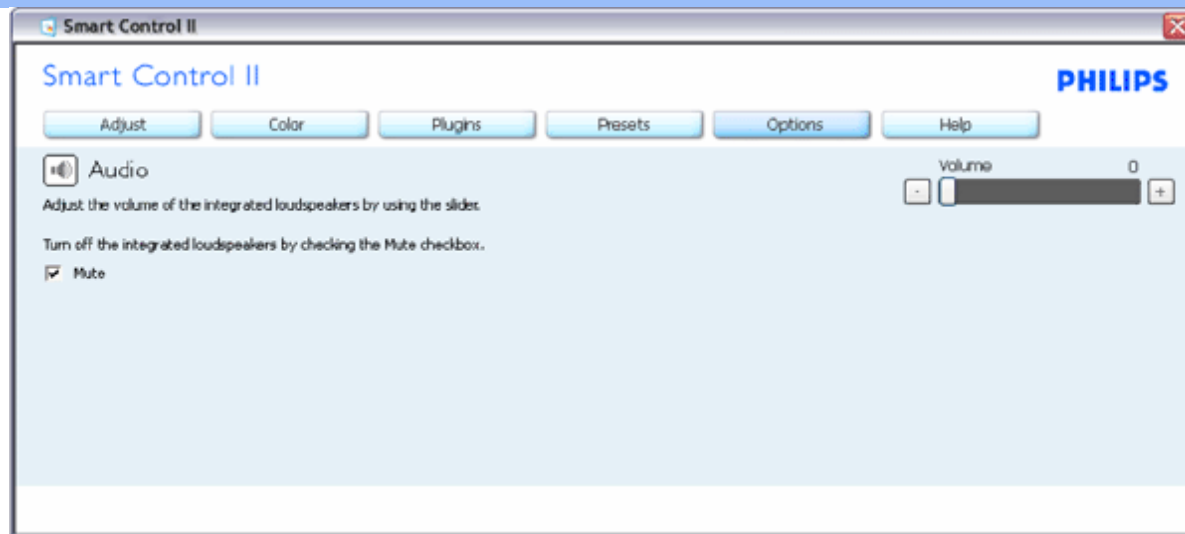 Smart Control II
Smart Control II
PHILIPS
Adjust Color Plugins Presets Options Help
Audio
Volume 0
- +
Adjust the volume of the integrated loudspeakers by using the slider.
Turn off the integrated loudspeakers by checking the Mute checkbox.
Mute